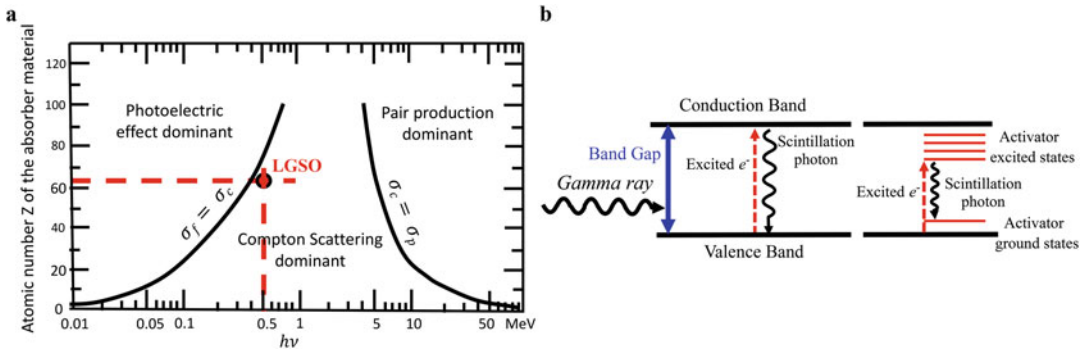 a
Atomic number Z of the absorber material
120
100
80
60
40
20
0
Photoelectric
effect dominant
Pair production
dominant
LGSO
σf = σc
σc = σp
Compton Scattering
dominant
0.01
0.05
0.1
0.5
1
5
10
50
MeV
hν
b
Conduction Band
Band Gap
Excited e-
Scintillation
photon
Gamma ray
Valence Band
Activator
excited states
Excited e-
Scintillation
photon
Activator
ground states